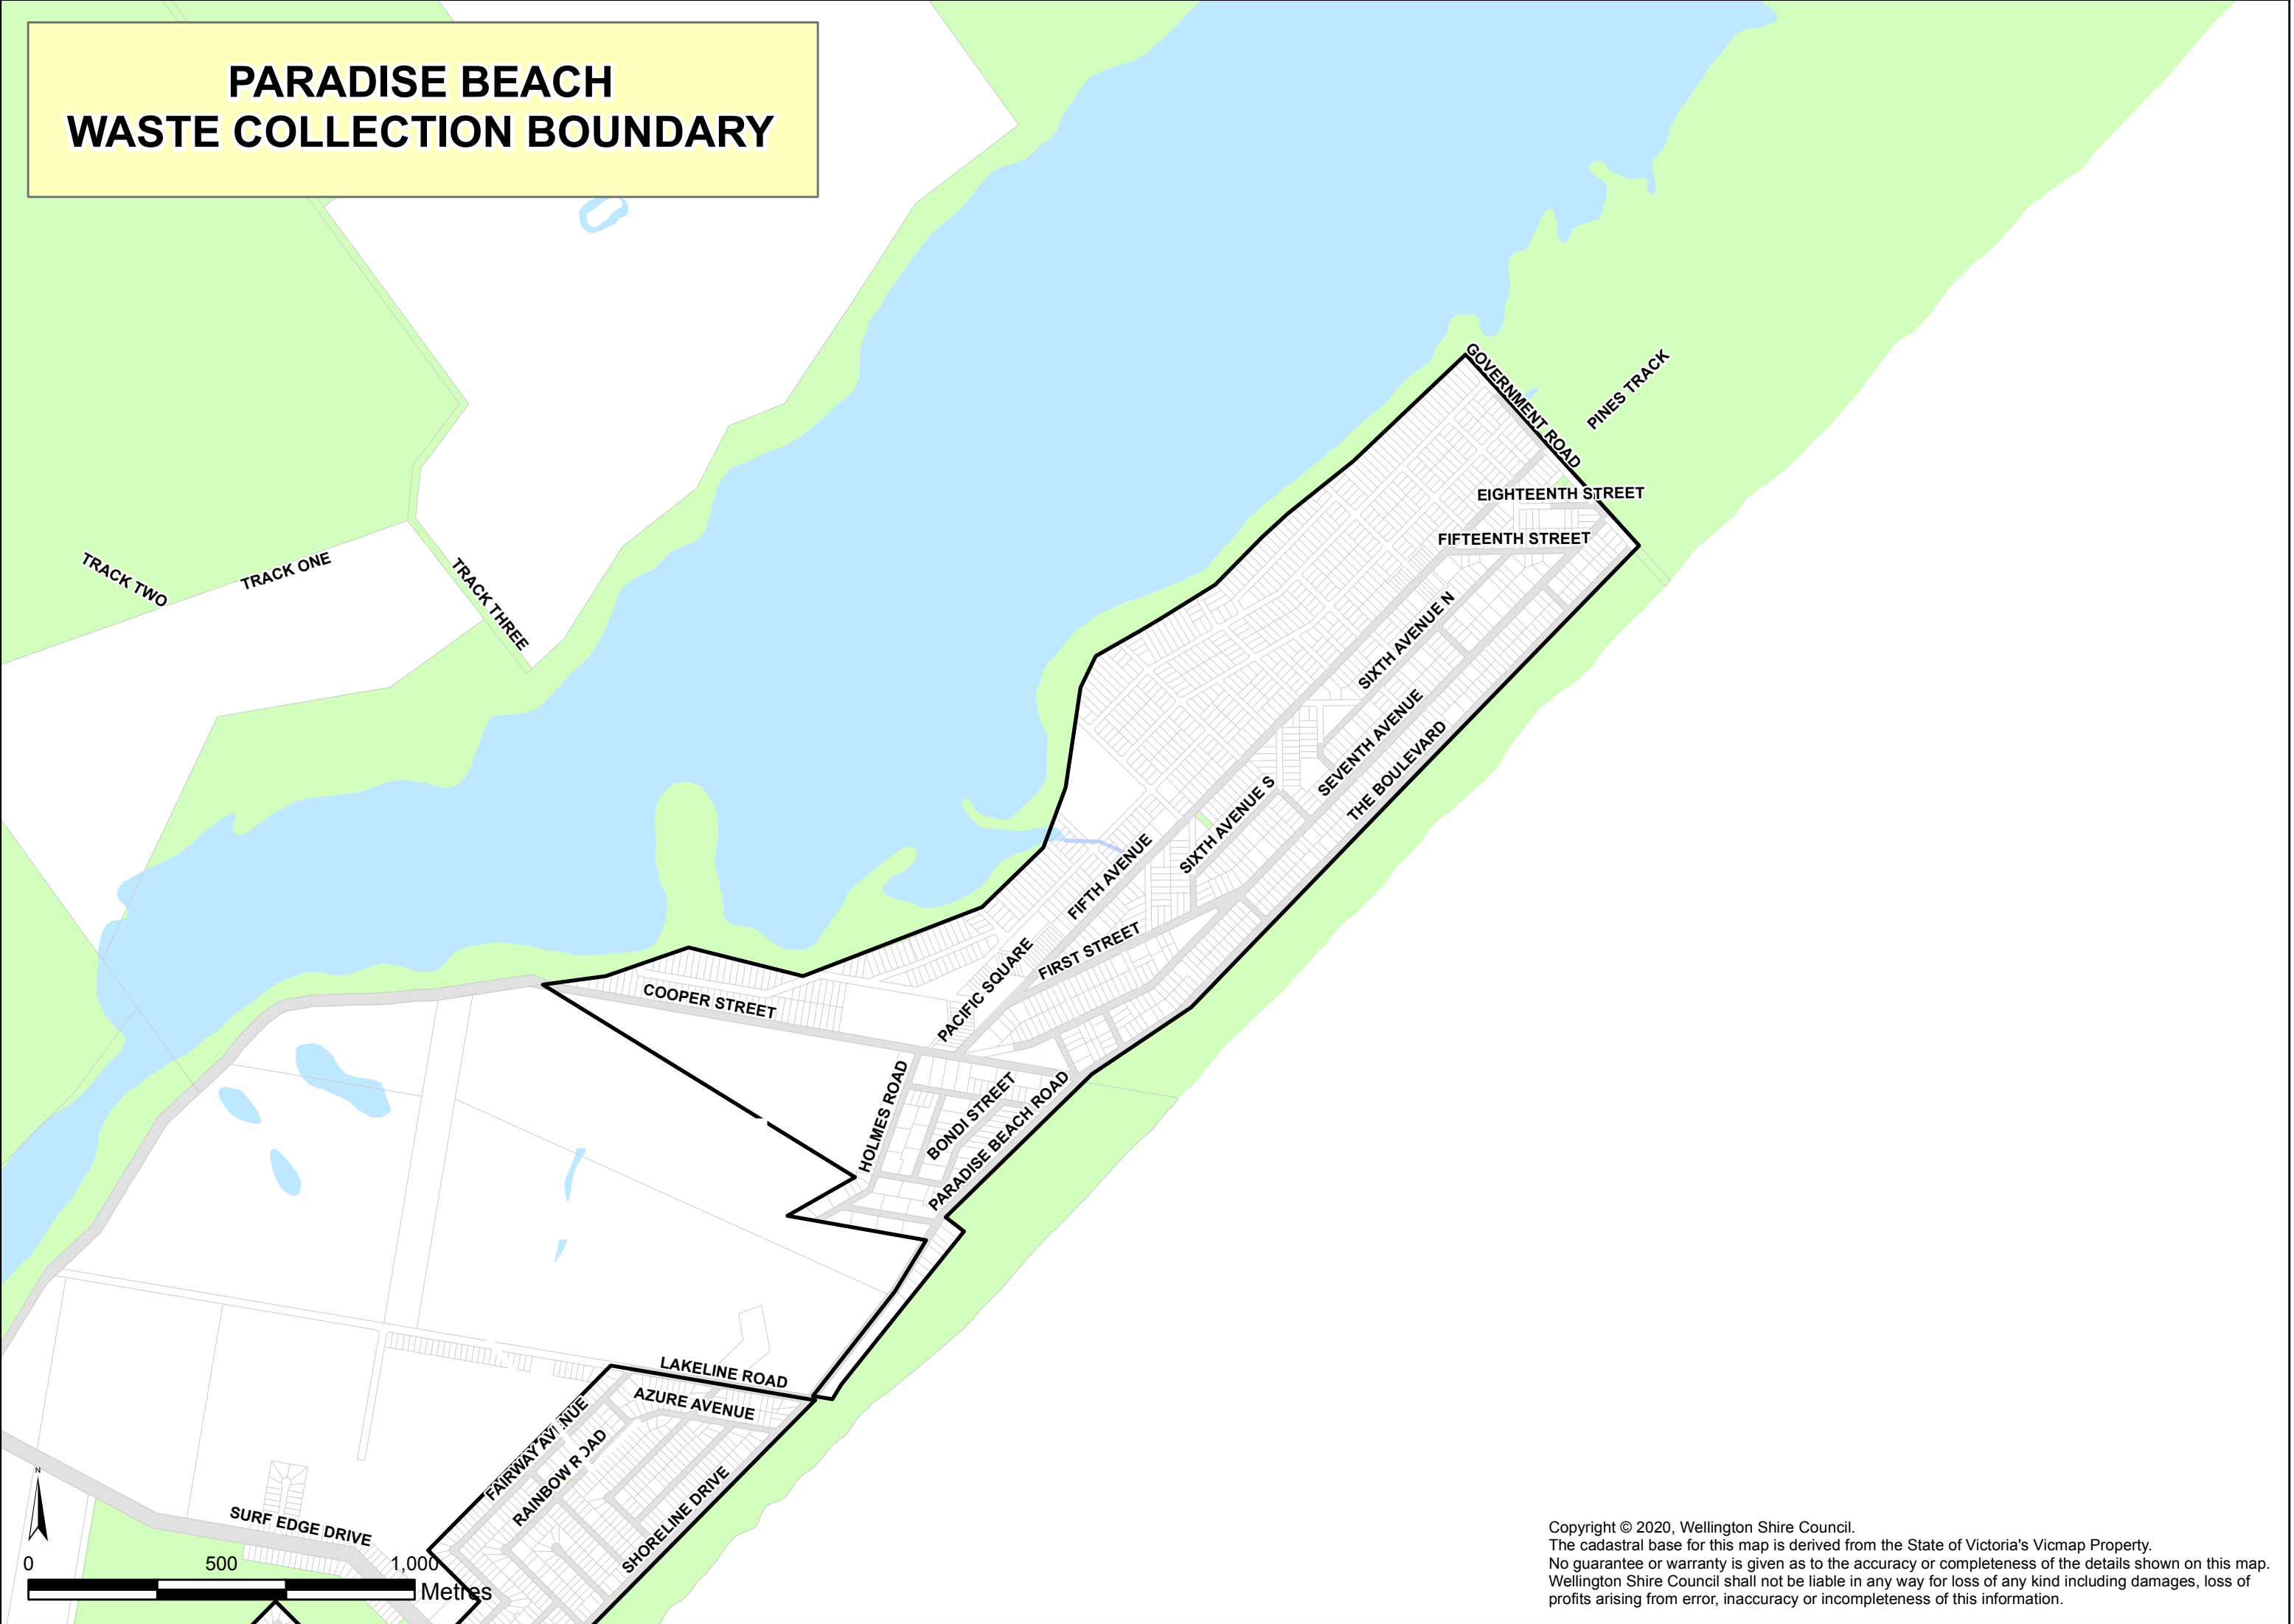 PARADISE BEACH
WASTE COLLECTION BOUNDARY
GOVERNMENT ROAD
PINES TRACK
EIGHTEENTH STREET
FIFTEENTH STREET
TRACK TWO
TRACK ONE
TRACK THREE
SIXTH AVENUE N
SEVENTH AVENUE
THE BOULEVARD
SIXTH AVENUE S
FIFTH AVENUE
FIRST STREET
PACIFIC SQUARE
COOPER STREET
HOLMES ROAD
BONDI STREET
PARADISE BEACH ROAD
LAKELINE ROAD
AZURE AVENUE
FAIRWAY AVENUE
RAINBOW ROAD
SHORELINE DRIVE
SURF EDGE DRIVE
N
0 500 1,000
Metres
Copyright © 2020, Wellington Shire Council.
The cadastral base for this map is derived from the State of Victoria's Vicmap Property.
No guarantee or warranty is given as to the accuracy or completeness of the details shown on this map.
Wellington Shire Council shall not be liable in any way for loss of any kind including damages, loss of
profits arising from error, inaccuracy or incompleteness of this information.